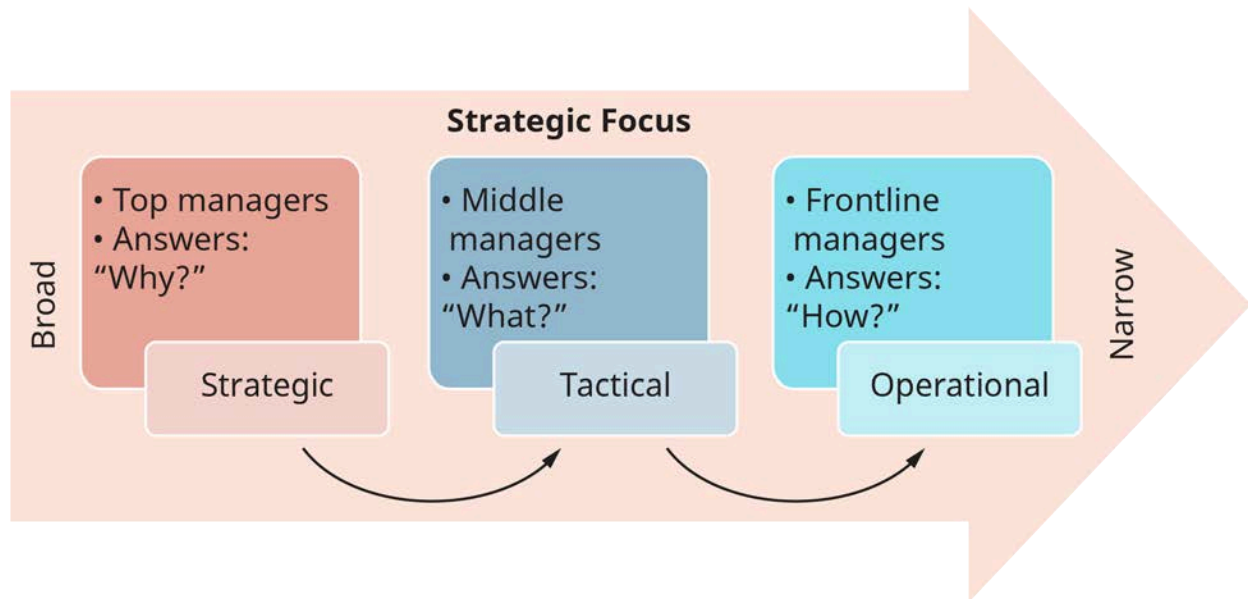 Strategic Focus
Broad
• Top managers
• Answers:
“Why?”
Strategic
• Middle
managers
• Answers:
“What?”
Tactical
• Frontline
managers
• Answers:
“How?”
Operational
Narrow